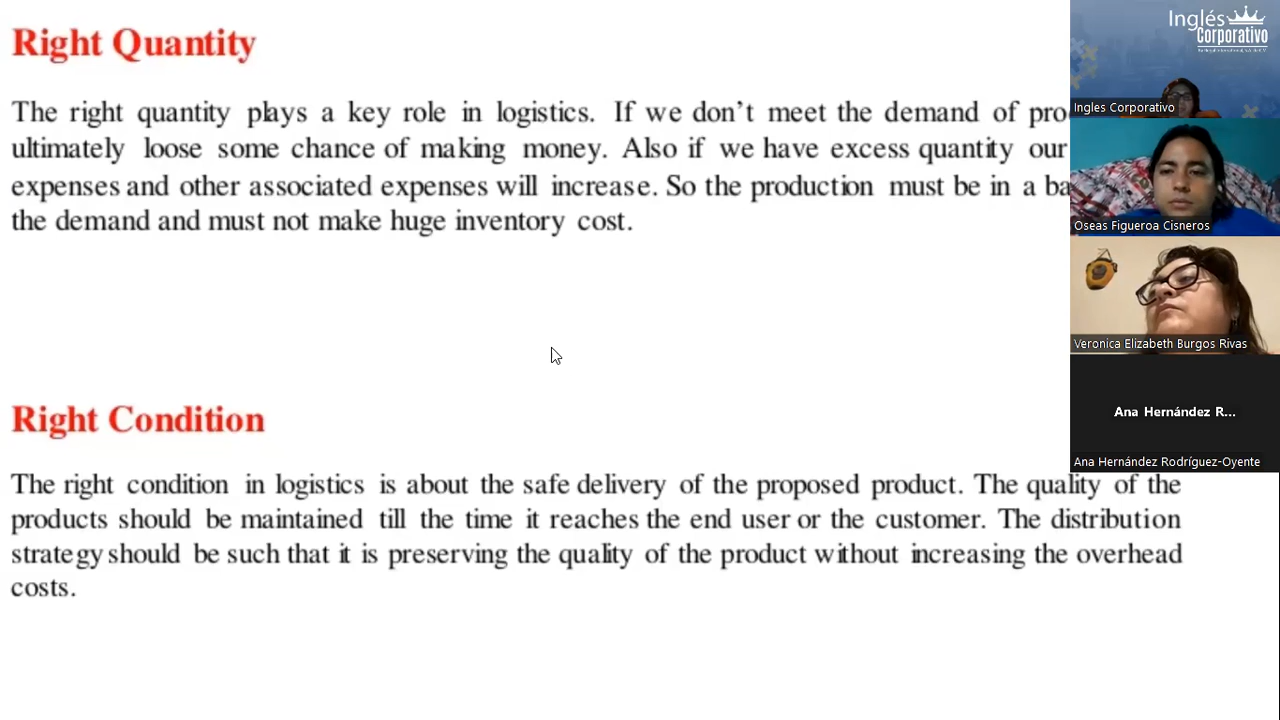 Right Quantity
The right quantity plays a key role in logistics. If we don't meet the demand of
ultimately loose some chance of making money. Also if we have excess quantity our
expenses and other associated expenses will increase. So the production must be in a
the demand and must not make huge inventory cost.
Right Condition
The right condition in logistics is about the safe delivery of the proposed product. The quality of the
products should be maintained till the time it reaches the end user or the customer. The distribution
strategy should be such that it is preserving the quality of the product without increasing the overhead
costs.
Inglés
Corporativo
Ingles Corporativo
Oseas Figueroa Cisneros
Veronica Elizabeth Burgos Rivas
Ana Hernández R...
Ana Hernández Rodríguez-Oyente